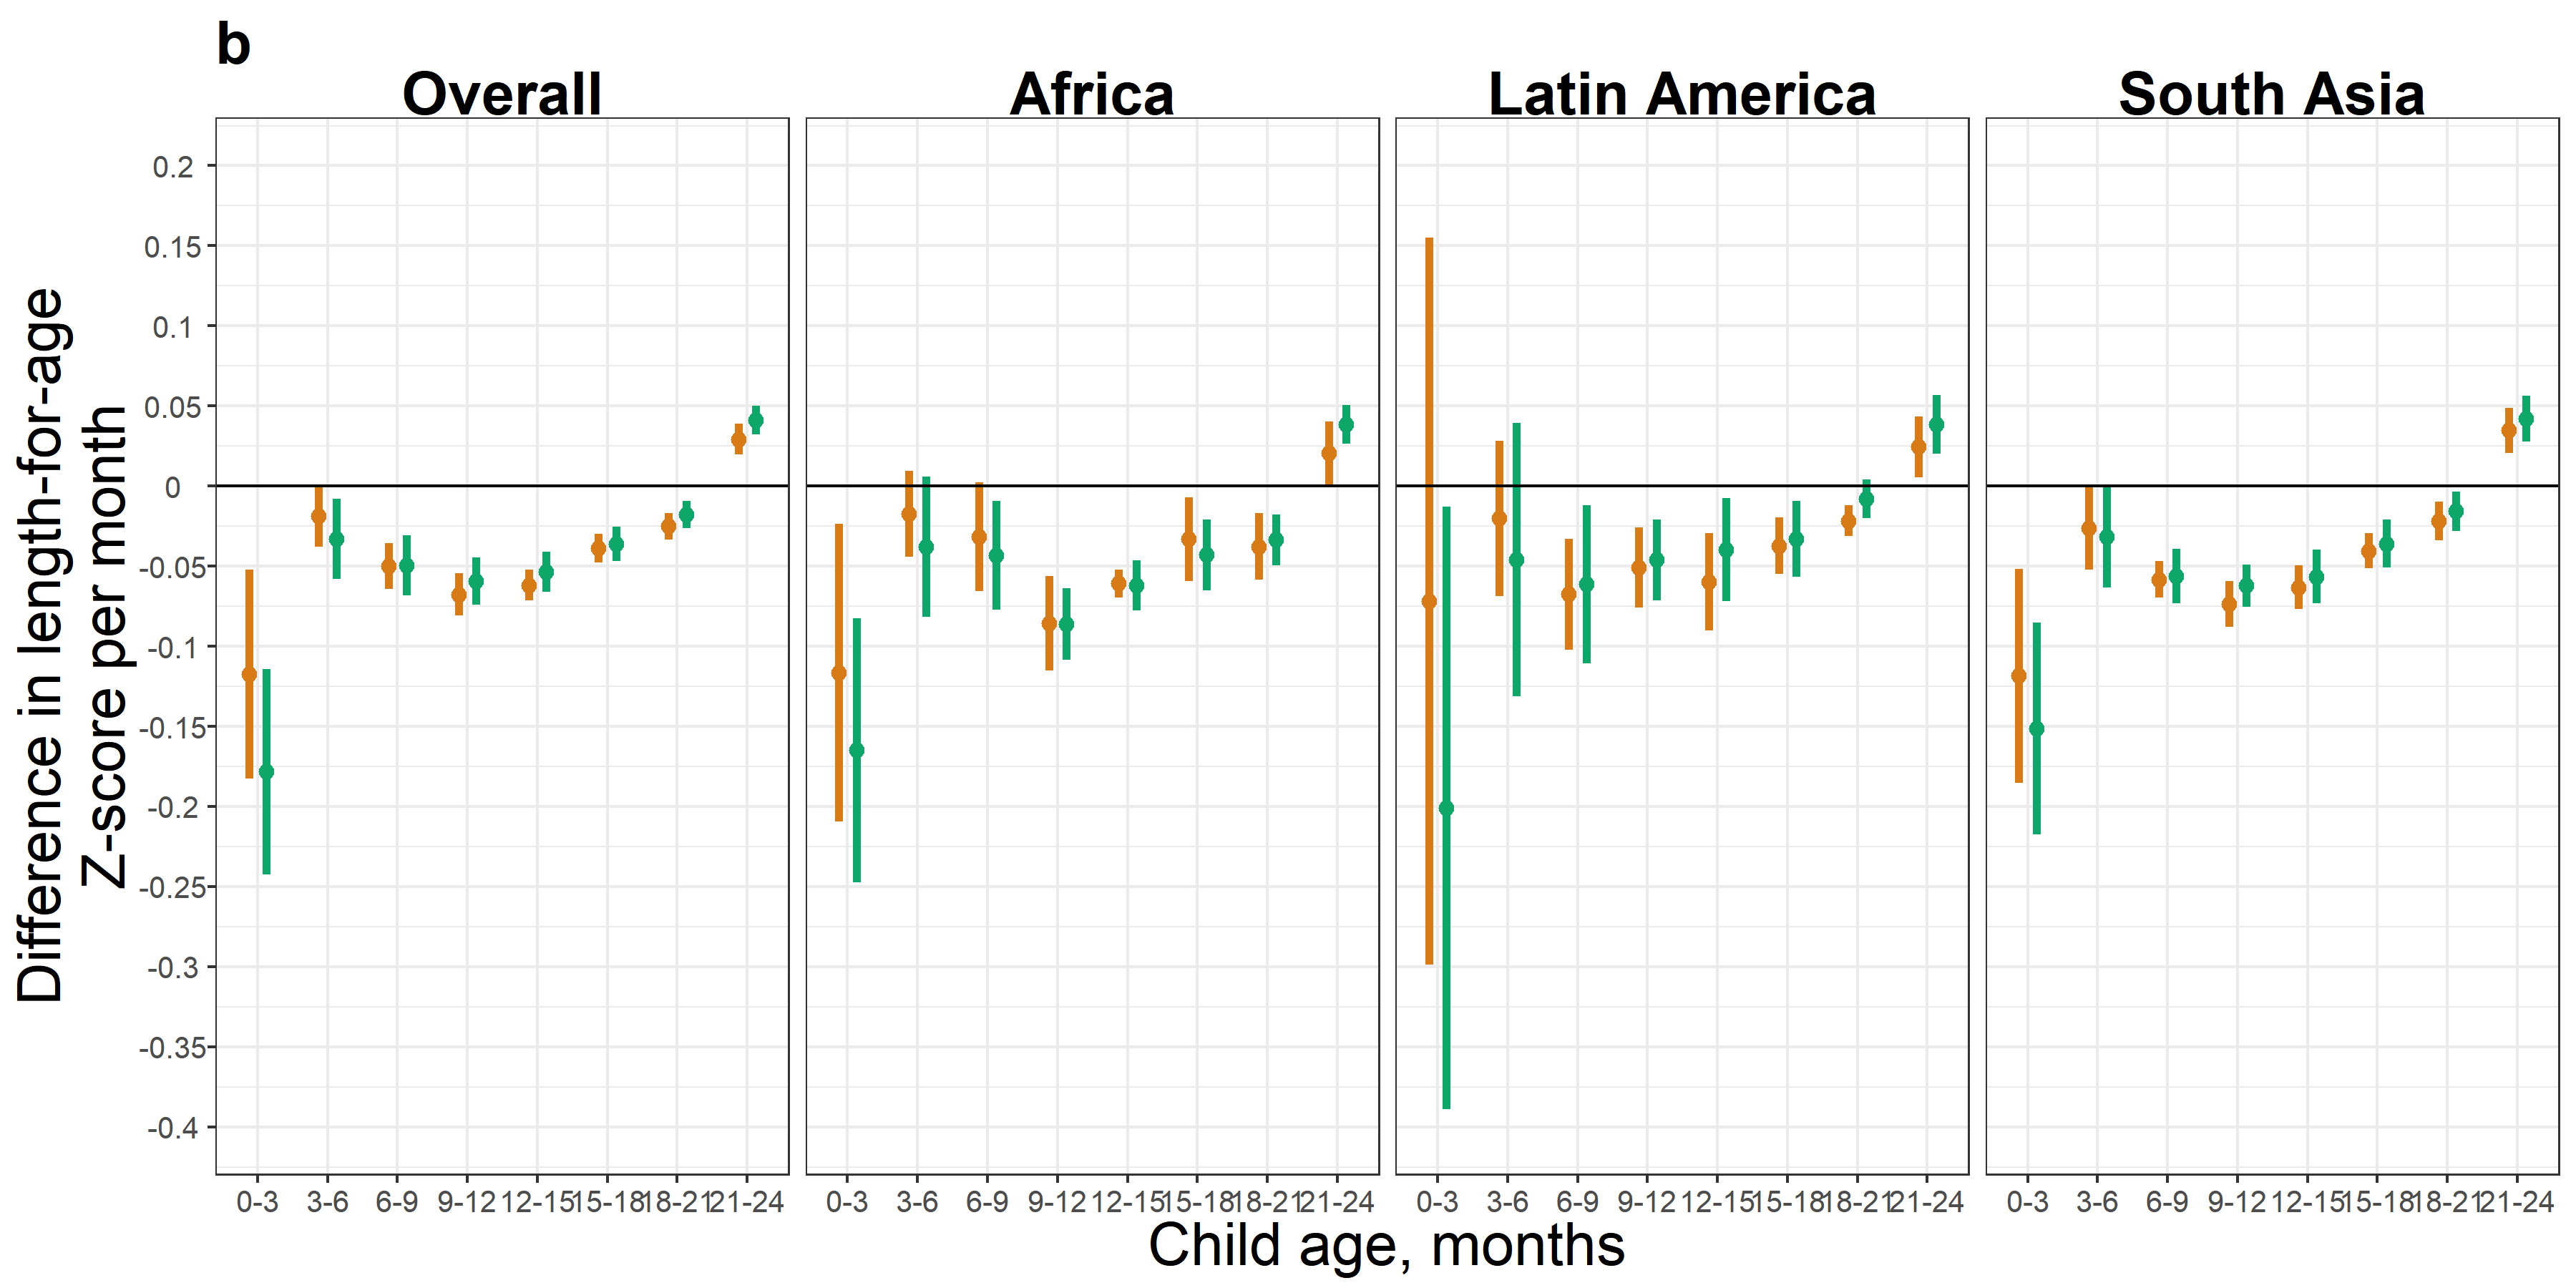 b
Overall
Africa
Latin America
South Asia
Difference in length-for-age
Z-score per month
0.2
0.15
0.1
0.05
0
-0.05
-0.1
-0.15
-0.2
-0.25
-0.3
-0.35
-0.4
0-3 3-6 6-9 9-12 12-15 15-18 18-21 21-24
0-3 3-6 6-9 9-12 12-15 15-18 18-21 21-24
0-3 3-6 6-9 9-12 12-15 15-18 18-21 21-24
0-3 3-6 6-9 9-12 12-15 15-18 18-21 21-24
Child age, months